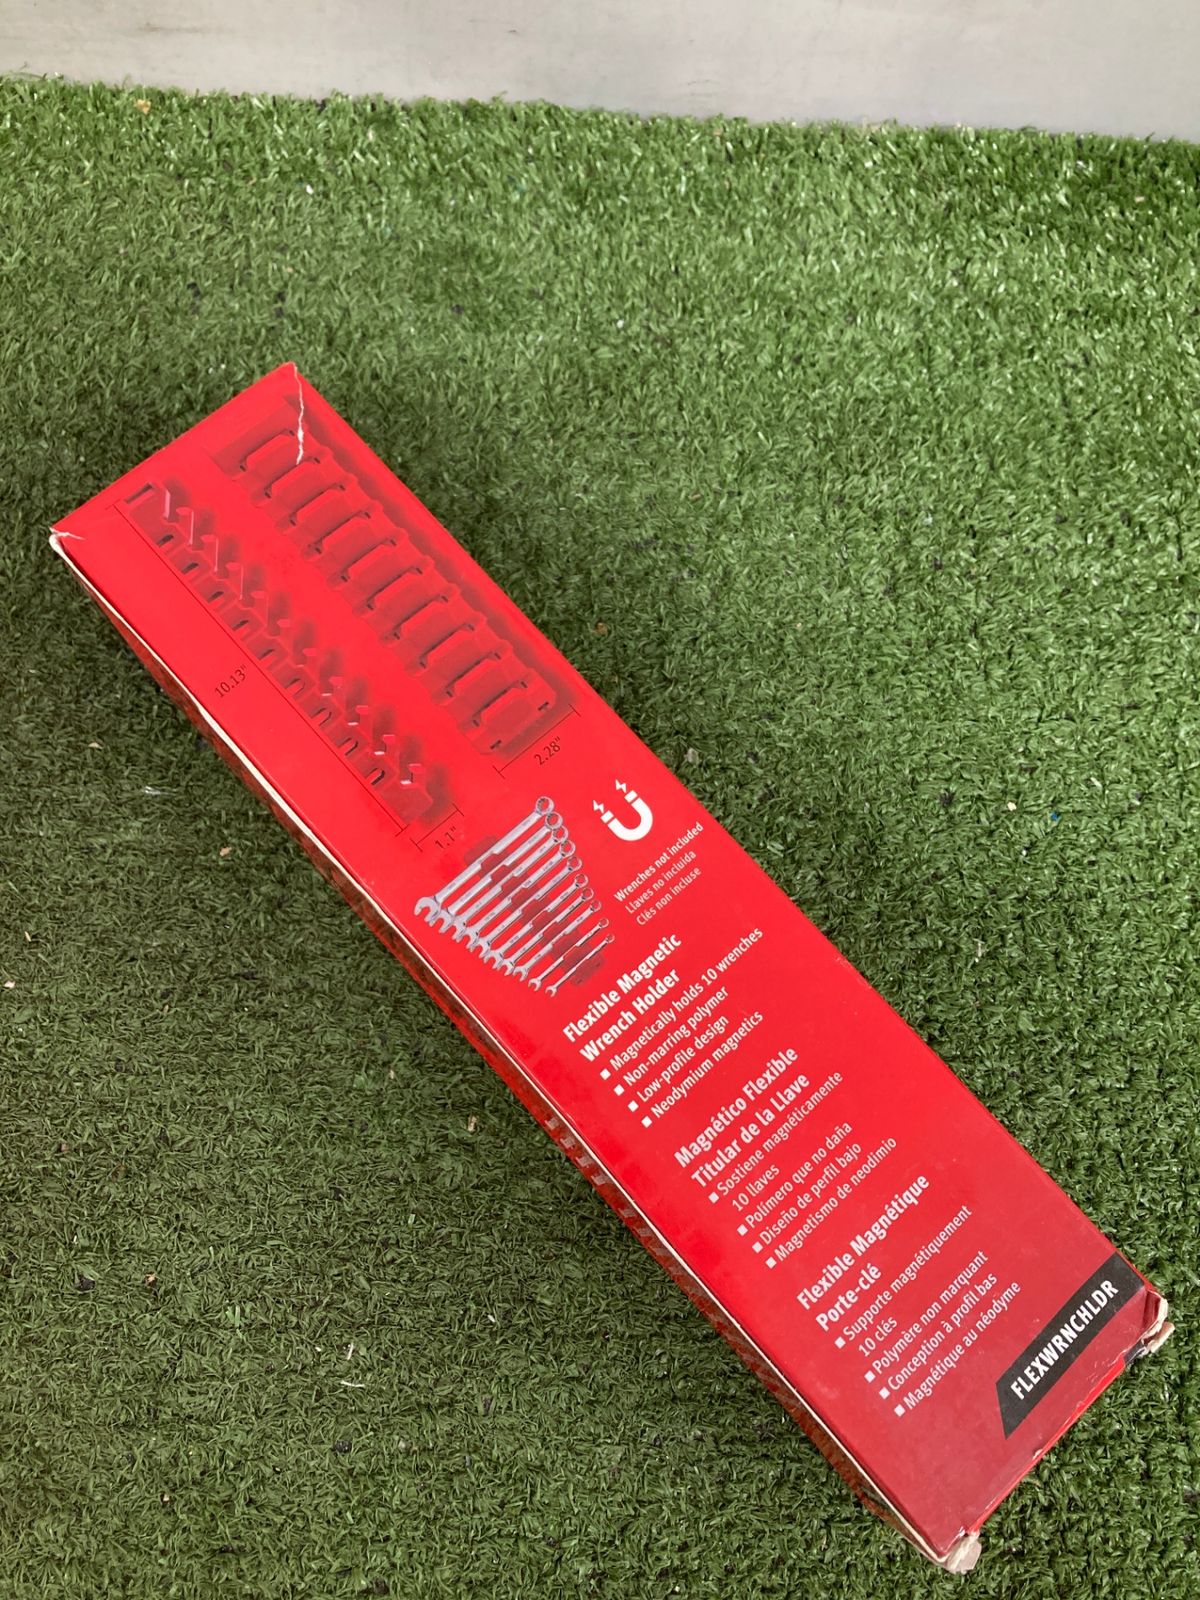 10.13"
2.28"
1.1"
Wrenches not included
Llaves no incluida
Clés non incluse
Flexible Magnetic
Wrench Holder
■ Magnetically holds 10 wrenches
■ Non-marring polymer
■ Low-profile design
■ Neodymium magnetics
Magnético Flexible
Titular de la Llave
■ Sostiene magnéticamente
10 llaves
■ Polímero que no daña
■ Diseño de perfil bajo
■ Magnetismo de neodimio
Flexible Magnétique
Porte-clé
■ Supporte magnétiquement
10 clés
■ Polymère non marquant
■ Conception à profil bas
■ Magnétique au néodyne
FLEXWRNCHLDR